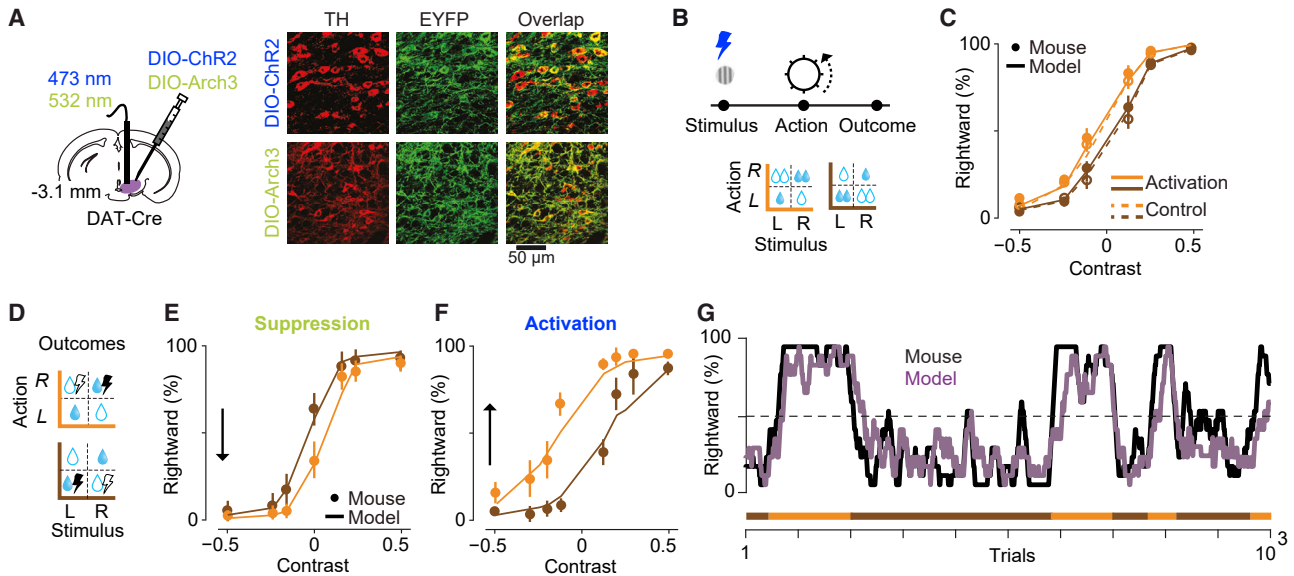 A
TH
EYFP
Overlap
DIO-ChR2
473 nm
532 nm
DIO-Arch3
-3.1 mm
DAT-Cre
DIO-ChR2
DIO-Arch3
50 µm
B
Stimulus
Action
Outcome
Action
R
L
L R
L R
Stimulus
C
Rightward (%)
100
0
Mouse
Model
Activation
Control
−0.5
0
0.5
Contrast
D
Outcomes
Action
R
L
L R
Stimulus
E
Suppression
Rightward (%)
100
0
Mouse
Model
−0.5
0
0.5
Contrast
F
Activation
Rightward (%)
100
0
−0.5
0
0.5
Contrast
G
Rightward (%)
100
0
Mouse
Model
1
Trials
10 3